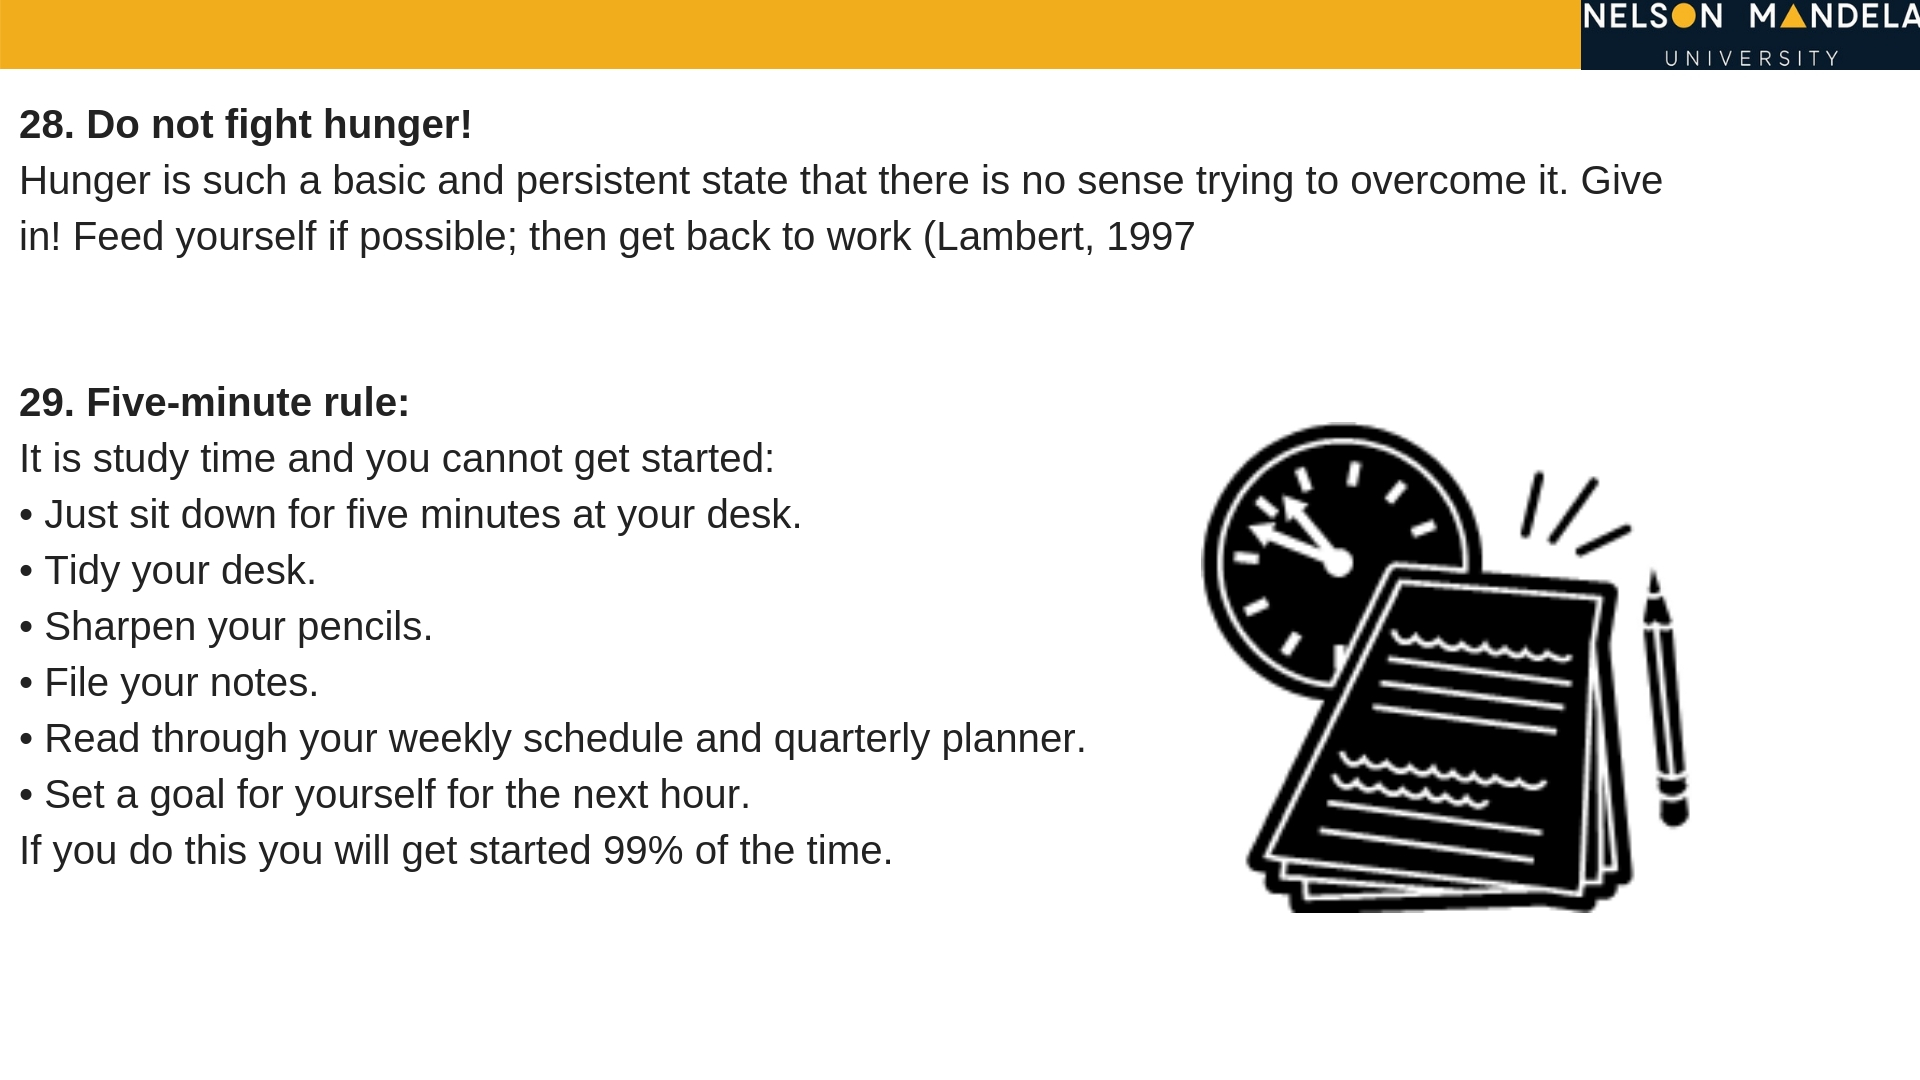 NELSON MANDELA
UNIVERSITY
28. Do not fight hunger!
Hunger is such a basic and persistent state that there is no sense trying to overcome it. Give
in! Feed yourself if possible; then get back to work (Lambert, 1997
29. Five-minute rule:
It is study time and you cannot get started:
• Just sit down for five minutes at your desk.
• Tidy your desk.
• Sharpen your pencils.
• File your notes.
• Read through your weekly schedule and quarterly planner.
• Set a goal for yourself for the next hour.
If you do this you will get started 99% of the time.